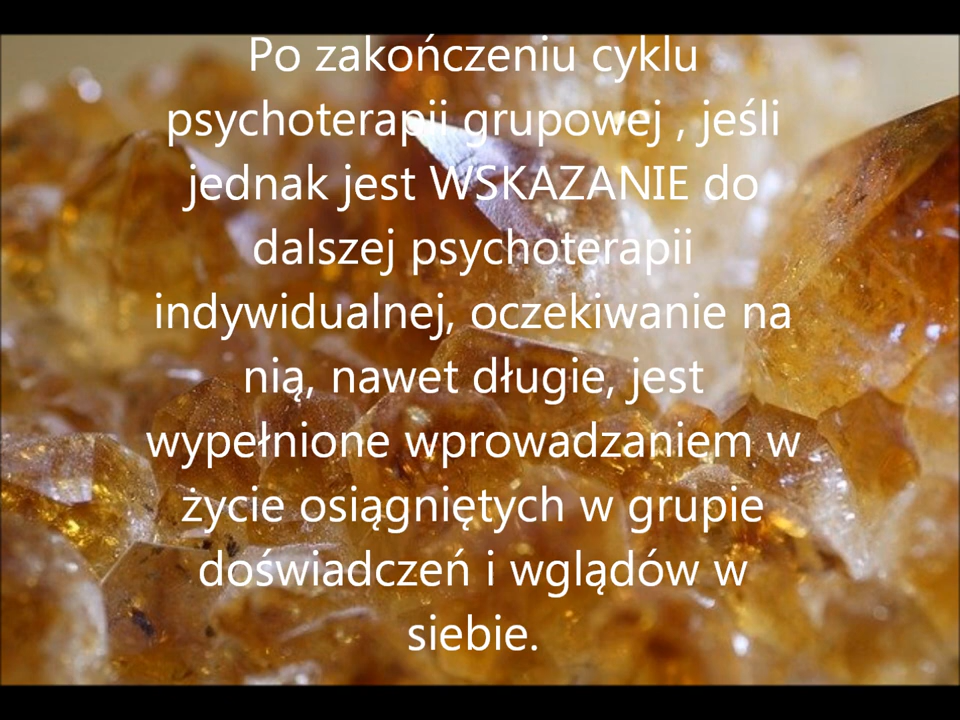 Po zakończeniu cyklu
psychoterapii grupowej , jeśli
jednak jest WSKAZANIE do
dalszej psychoterapii
indywidualnej, oczekiwanie na
nią, nawet długie, jest
wypełnione wprowadzaniem w
życie osiągniętych w grupie
doświadczeń i wglądów w
siebie.